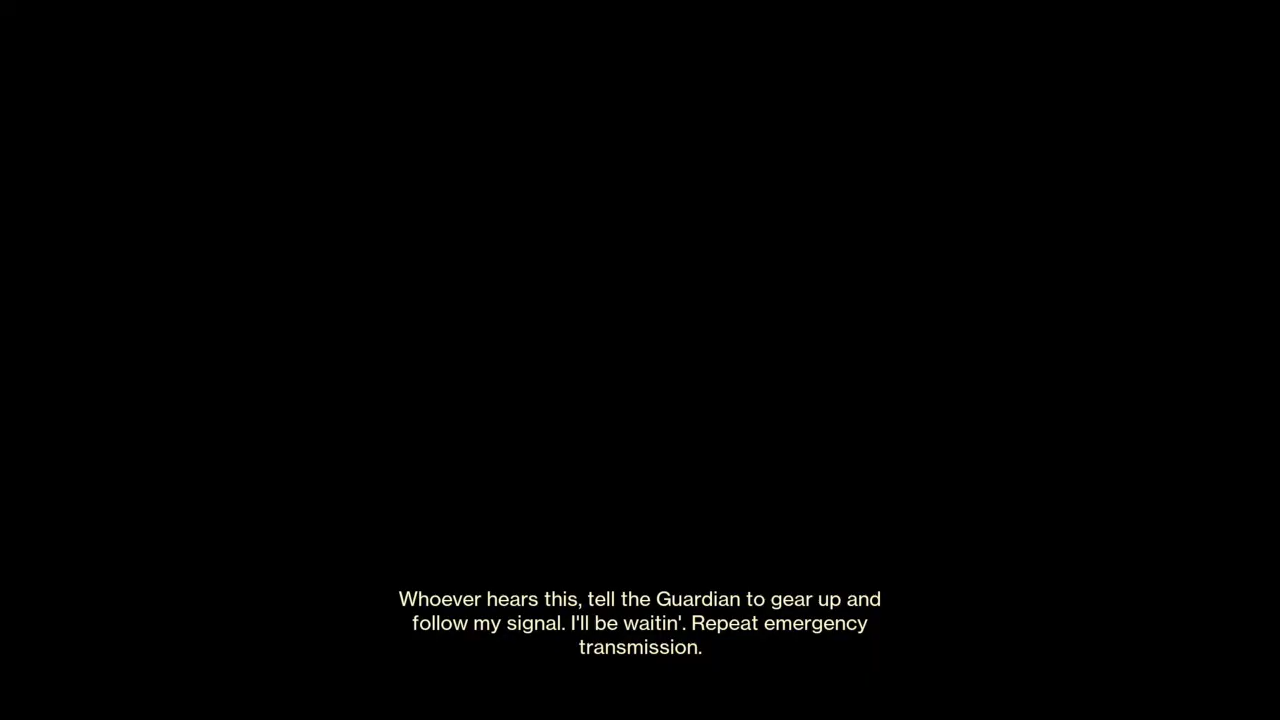 Whoever hears this, tell the Guardian to gear up and
follow my signal. I'll be waitin'. Repeat emergency
transmission.